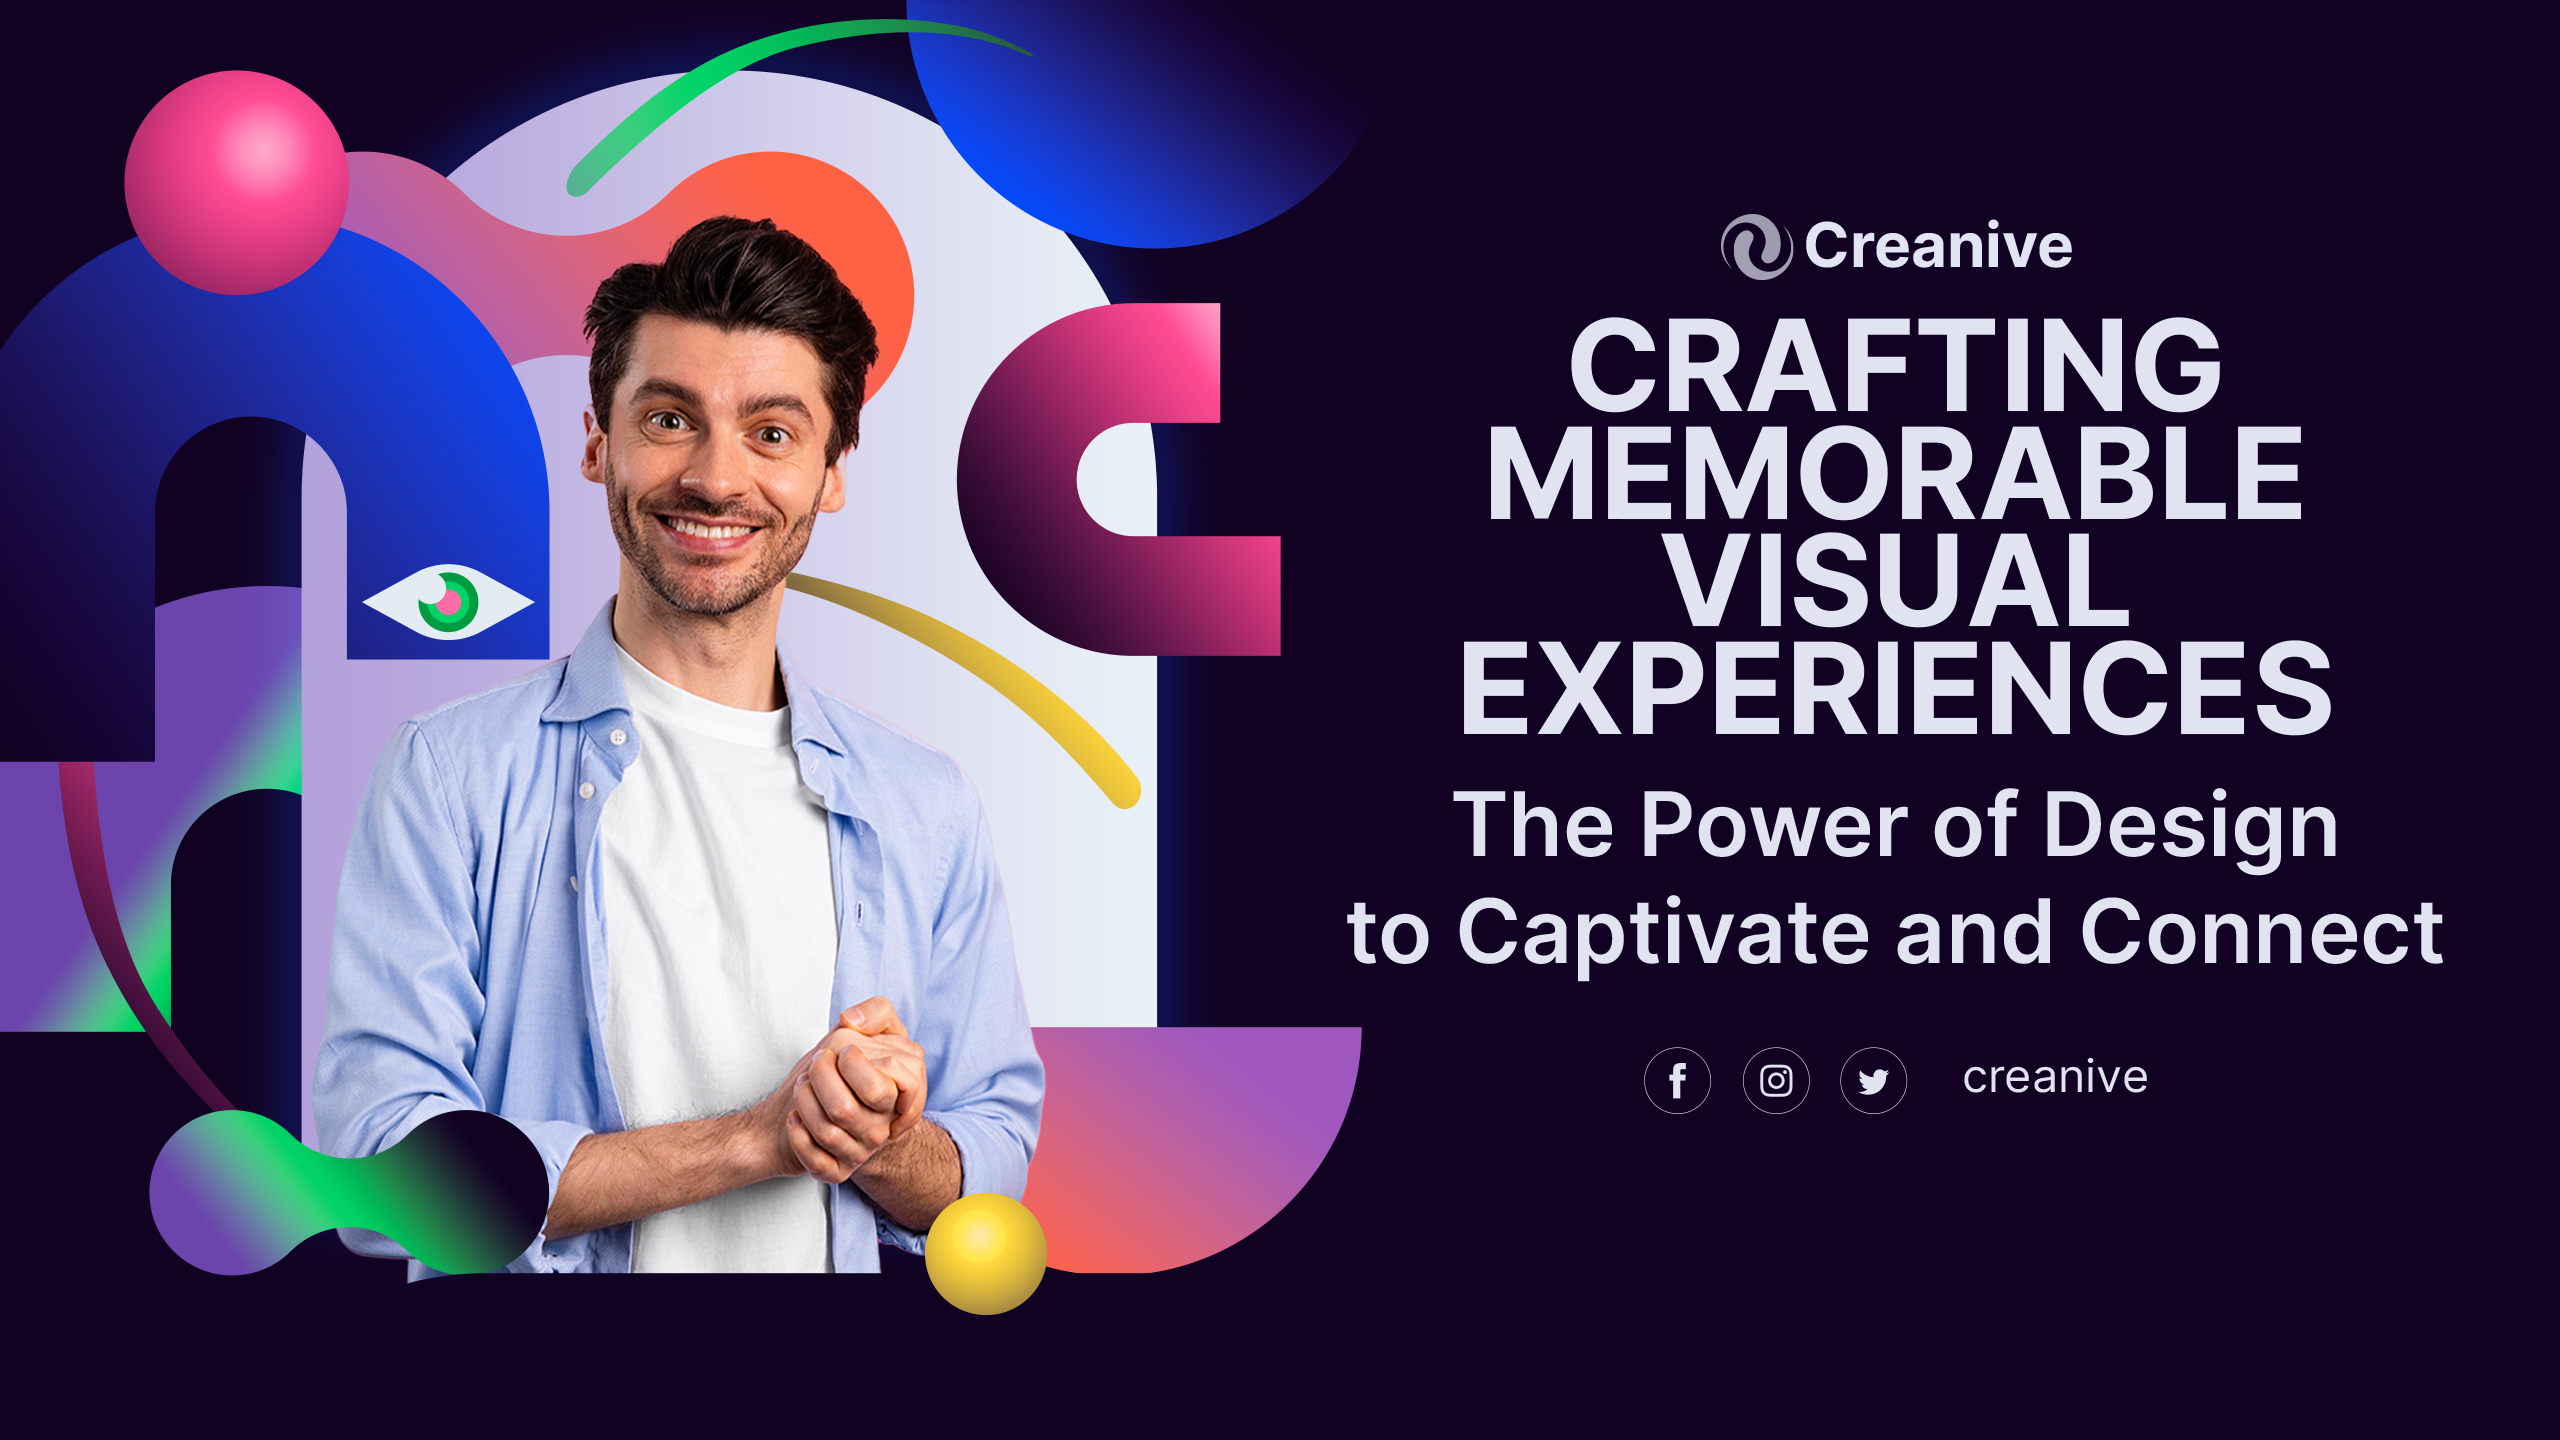 Creanive
CRAFTING
MEMORABLE
VISUAL
EXPERIENCES
The Power of Design
to Captivate and Connect
creanive